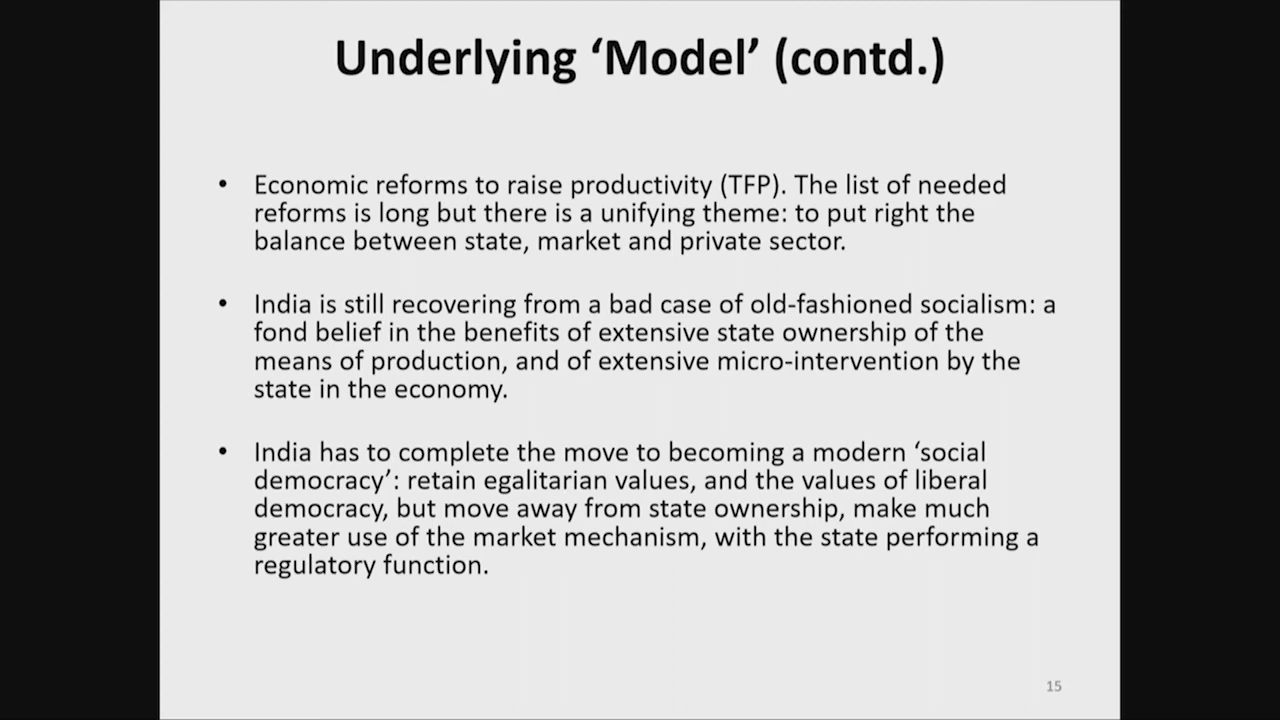 Underlying ‘Model’ (contd.)
• Economic reforms to raise productivity (TFP). The list of needed
reforms is long but there is a unifying theme: to put right the
balance between state, market and private sector.
• India is still recovering from a bad case of old-fashioned socialism: a
fond belief in the benefits of extensive state ownership of the
means of production, and of extensive micro-intervention by the
state in the economy.
• India has to complete the move to becoming a modern ‘social
democracy’: retain egalitarian values, and the values of liberal
democracy, but move away from state ownership, make much
greater use of the market mechanism, with the state performing a
regulatory function.
15